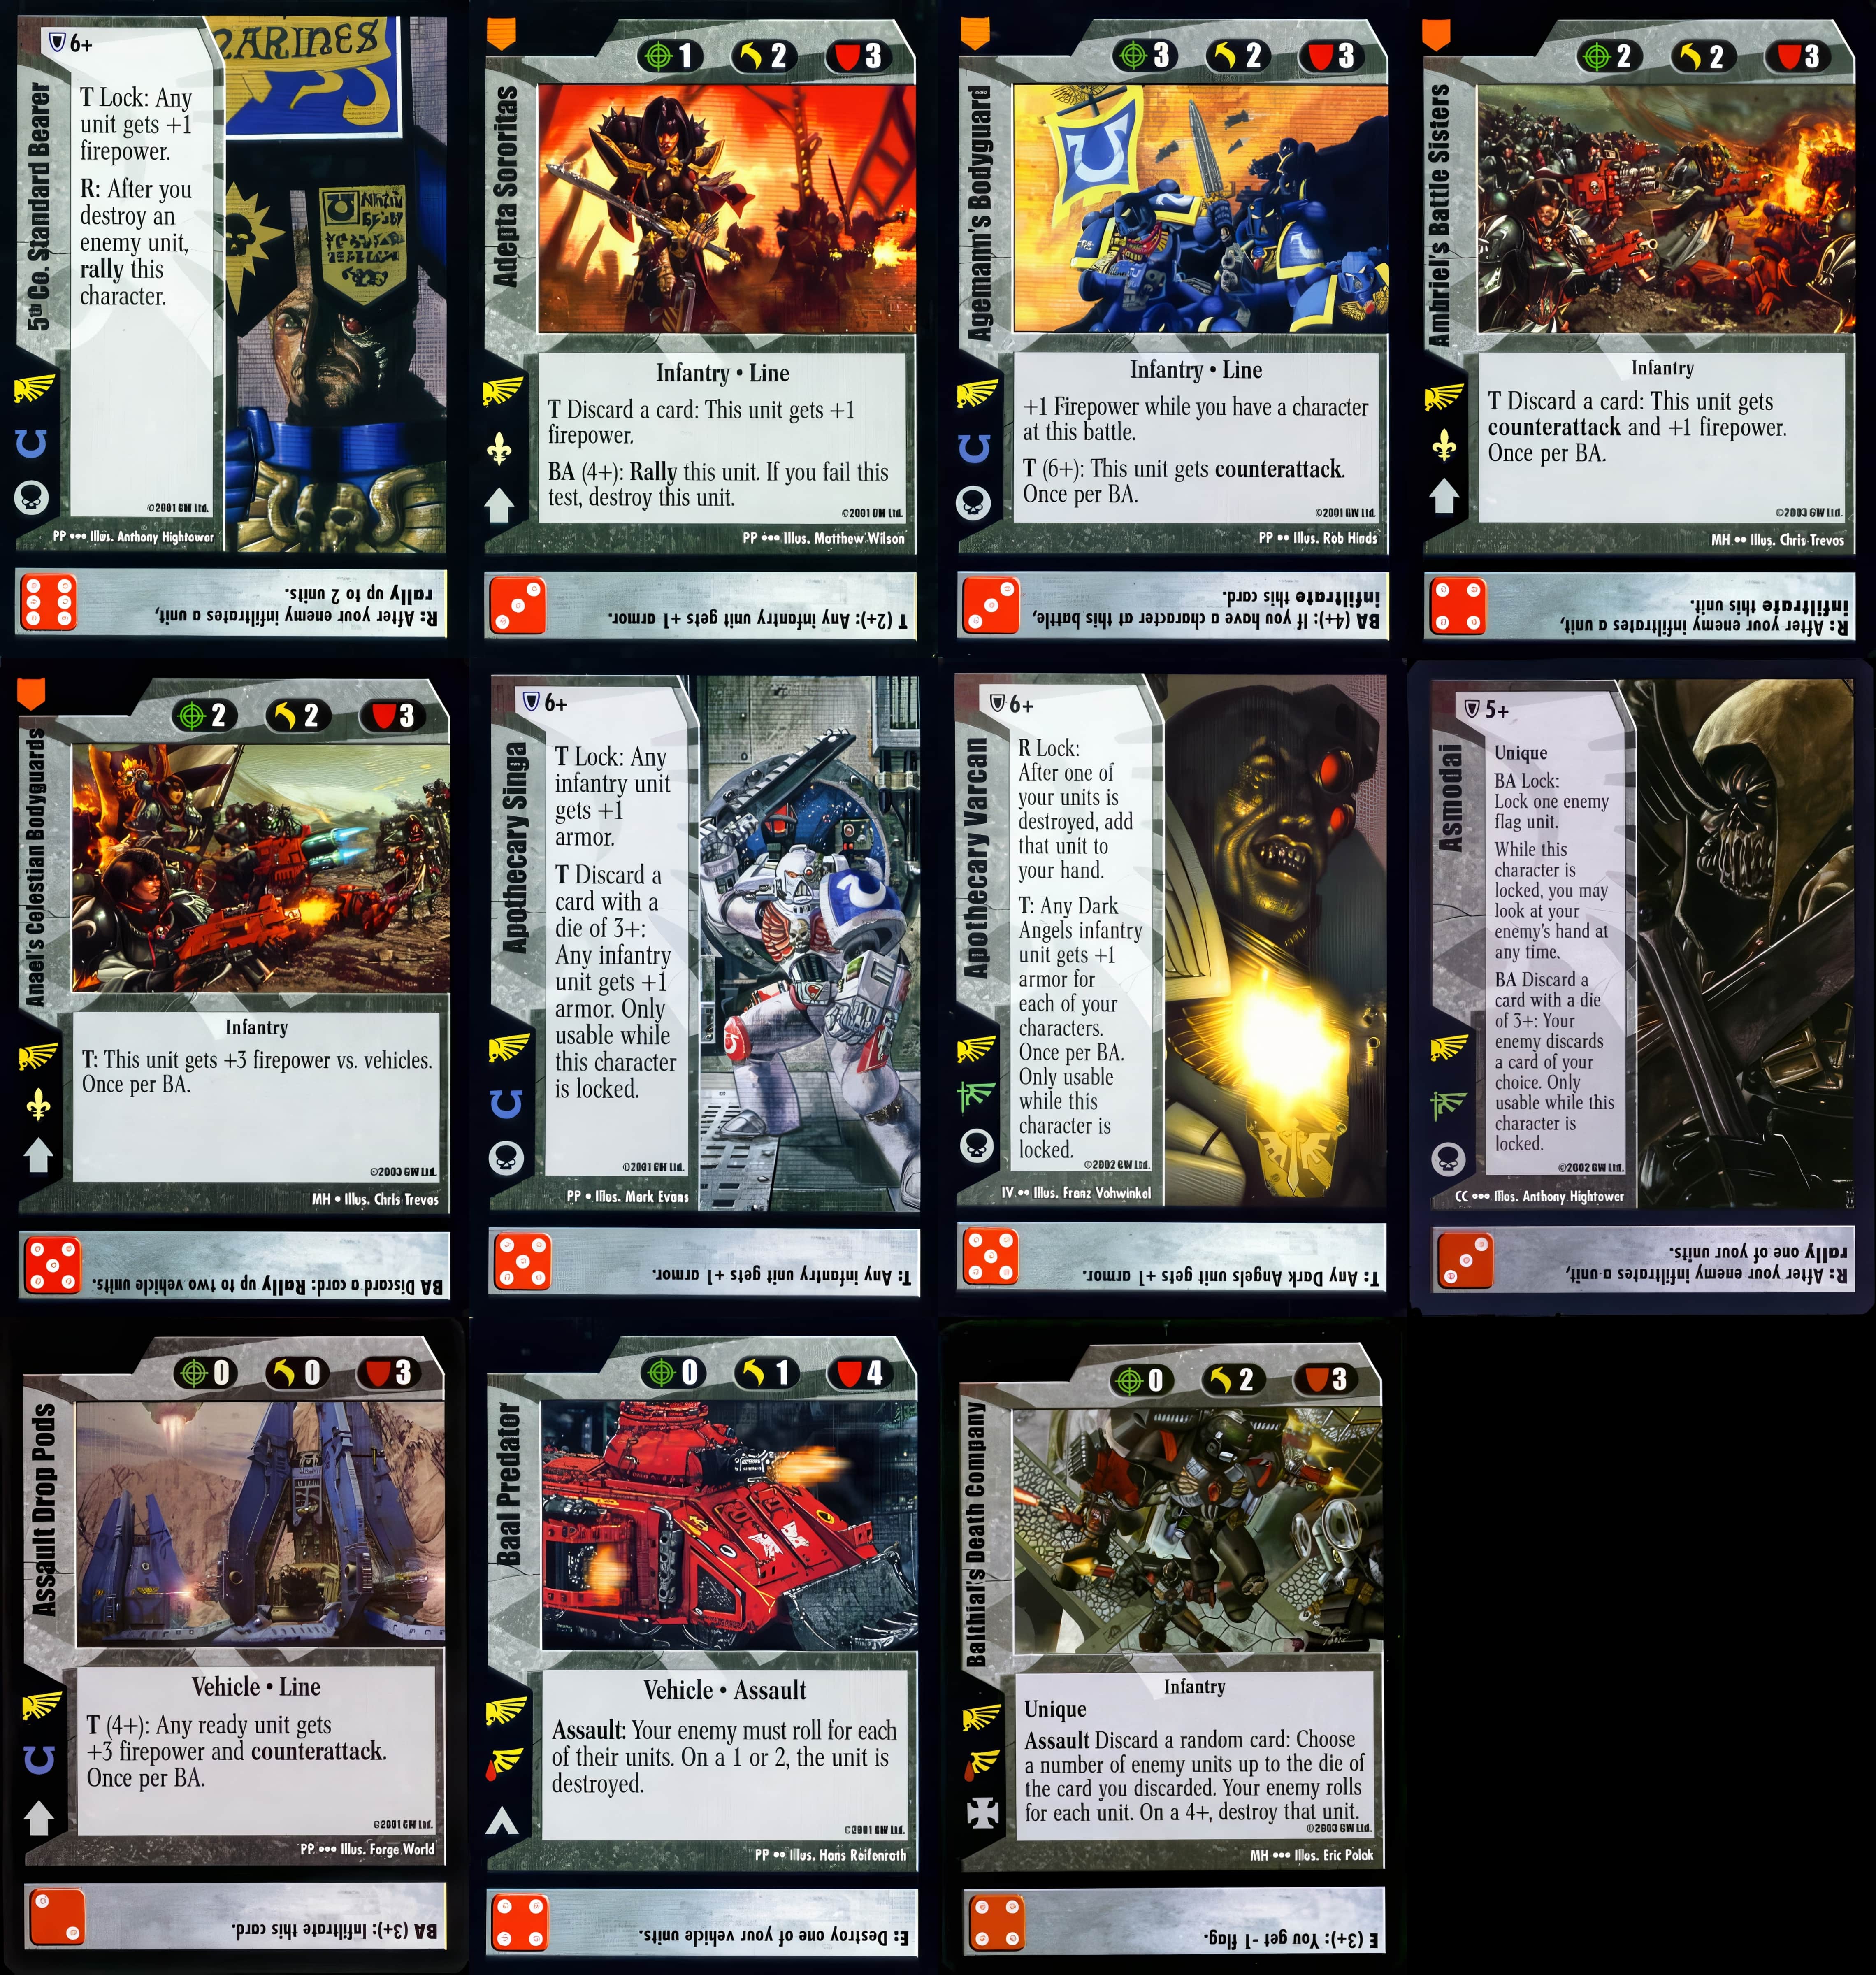 5th Co. Standard Bearer
6+
T Lock: Any
unit gets +1
firepower.
R: After you
destroy an
enemy unit,
rally this
character.
©2001 GW Ltd.
PP ••• Illus. Anthony Hightower
MARINES
R: After your enemy infiltrates a unit,
rally up to 2 units.
Adepta Sororitas
1 2 3
Infantry • Line
T Discard a card: This unit gets +1
firepower.
BA (4+): Rally this unit. If you fail this
test, destroy this unit.
©2001 GW Ltd.
PP ••• Illus. Matthew Wilson
T (2+): Any infantry unit gets +1 armor.
Agemann's Bodyguard
3 2 3
Infantry • Line
+1 Firepower while you have a character
at this battle.
T (6+): This unit gets counterattack.
Once per BA.
©2001 GW Ltd.
PP •• Illus. Rob Hinds
BA (4+): If you have a character at this battle,
infiltrate this card.
Ambriel's Battle Sisters
2 2 3
Infantry
T Discard a card: This unit gets
counterattack and +1 firepower.
Once per BA.
©2003 GW Ltd.
MH •• Illus. Chris Trevas
R: After your enemy infiltrates a unit,
infiltrate this unit.
Anael's Celestian Bodyguards
2 2 3
Infantry
T: This unit gets +3 firepower vs. vehicles.
Once per BA.
©2003 GW Ltd.
MH • Illus. Chris Trevas
BA Discard a card: Rally up to two vehicle units.
Apothecary Singa
6+
T Lock: Any
infantry unit
gets +1
armor.
T Discard a
card with a
die of 3+:
Any infantry
unit gets +1
armor. Only
usable while
this character
is locked.
©2001 GW Ltd.
PP • Illus. Mark Evans
T: Any infantry unit gets +1 armor.
Apothecary Varcan
6+
R Lock:
After one of
your units is
destroyed, add
that unit to
your hand.
T: Any Dark
Angels infantry
unit gets +1
armor for
each of your
characters.
Once per BA.
Only usable
while this
character is
locked.
©2002 GW Ltd.
IV •• Illus. Franz Vohwinkel
T: Any Dark Angels unit gets +1 armor.
Asmodai
5+
Unique
BA Lock:
Lock one enemy
flag unit.
While this
character is
locked, you may
look at your
enemy's hand at
any time.
BA Discard a
card with a die
of 3+: Your
enemy discards
a card of your
choice. Only
usable while this
character is
locked.
©2002 GW Ltd.
CC ••• Illus. Anthony Hightower
R: After your enemy infiltrates a unit,
rally one of your units.
Assault Drop Pods
0 0 3
Vehicle • Line
T (4+): Any ready unit gets
+3 firepower and counterattack.
Once per BA.
©2001 GW Ltd.
PP ••• Illus. Forge World
BA (3+): Infiltrate this card.
Baal Predator
0 1 4
Vehicle • Assault
Assault: Your enemy must roll for each
of their units. On a 1 or 2, the unit is
destroyed.
©2001 GW Ltd.
PP •• Illus. Hans Reifenrath
E: Destroy one of your vehicle units.
Balthial's Death Company
0 2 3
Infantry
Unique
Assault Discard a random card: Choose
a number of enemy units up to the die of
the card you discarded. Your enemy rolls
for each unit. On a 4+, destroy that unit.
©2003 GW Ltd.
MH ••• Illus. Eric Polak
E (3+): You get -1 flag.